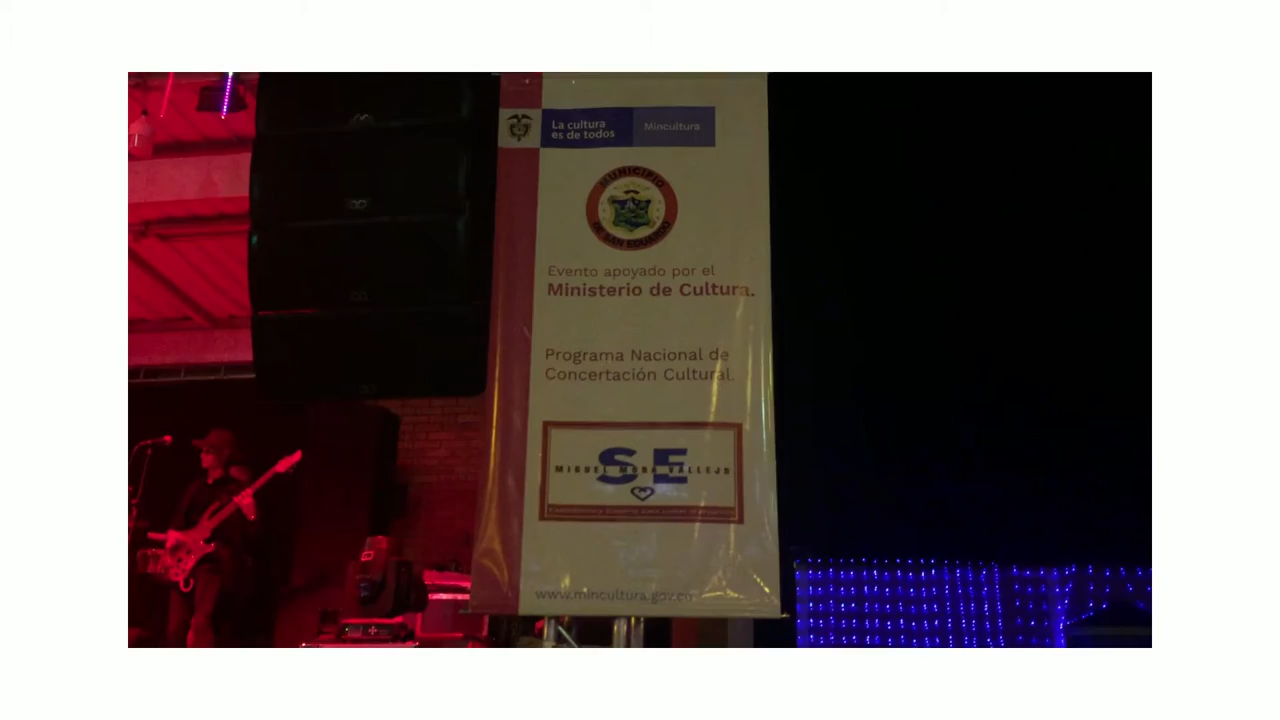 La cultura
es de todos
Mincultura
MUNICIPIO
DE SAN EDUARDO
Evento apoyado por el
Ministerio de Cultura.
Programa Nacional de
Concertación Cultural.
SE
MIGUEL MORA VALLEJO
www.mincultura.gov.co